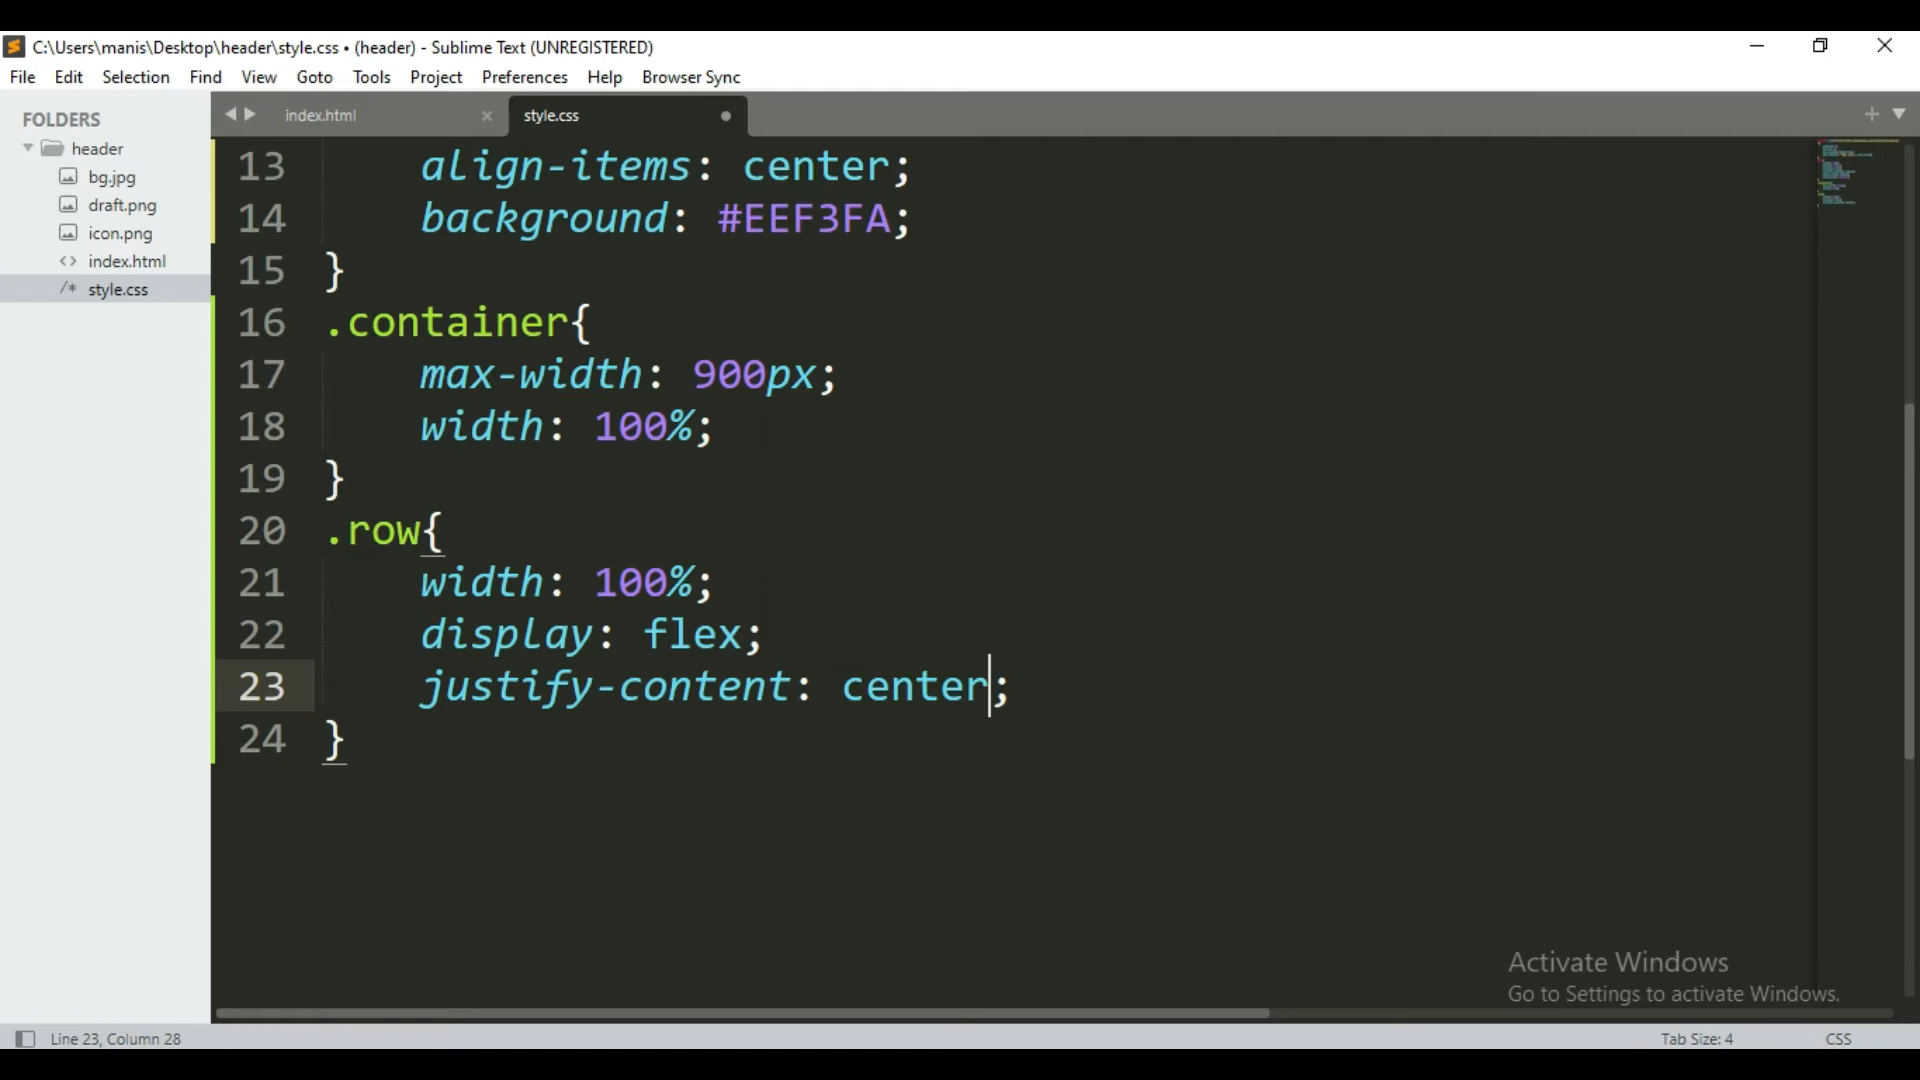 C:\Users\manis\Desktop\header\style.css • (header) - Sublime Text (UNREGISTERED)
File Edit Selection Find View Goto Tools Project Preferences Help Browser Sync
FOLDERS
header
bg.jpg
draft.png
icon.png
<> index.html
/* style.css
index.html
style.css
13 align-items: center;
14 background: #EEF3FA;
15 }
16 .container{
17 max-width: 900px;
18 width: 100%;
19 }
20 .row{
21 width: 100%;
22 display: flex;
23 justify-content: center;
24 }
Activate Windows
Go to Settings to activate Windows.
Line 23, Column 28
Tab Size: 4
CSS